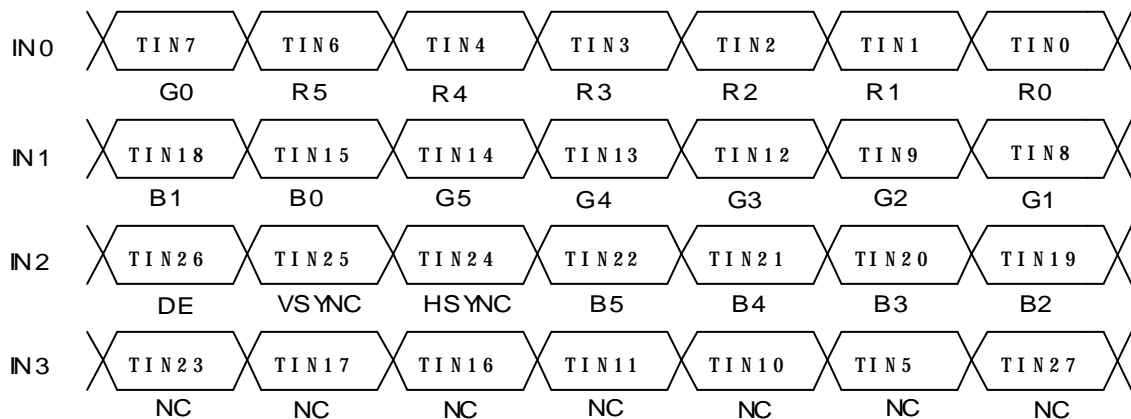 IN0 TIN7 TIN6 TIN4 TIN3 TIN2 TIN1 TIN0
G0 R5 R4 R3 R2 R1 R0
IN1 TIN18 TIN15 TIN14 TIN13 TIN12 TIN9 TIN8
B1 B0 G5 G4 G3 G2 G1
IN2 TIN26 TIN25 TIN24 TIN22 TIN21 TIN20 TIN19
DE VSYNC HSYNC B5 B4 B3 B2
IN3 TIN23 TIN17 TIN16 TIN11 TIN10 TIN5 TIN27
NC NC NC NC NC NC NC